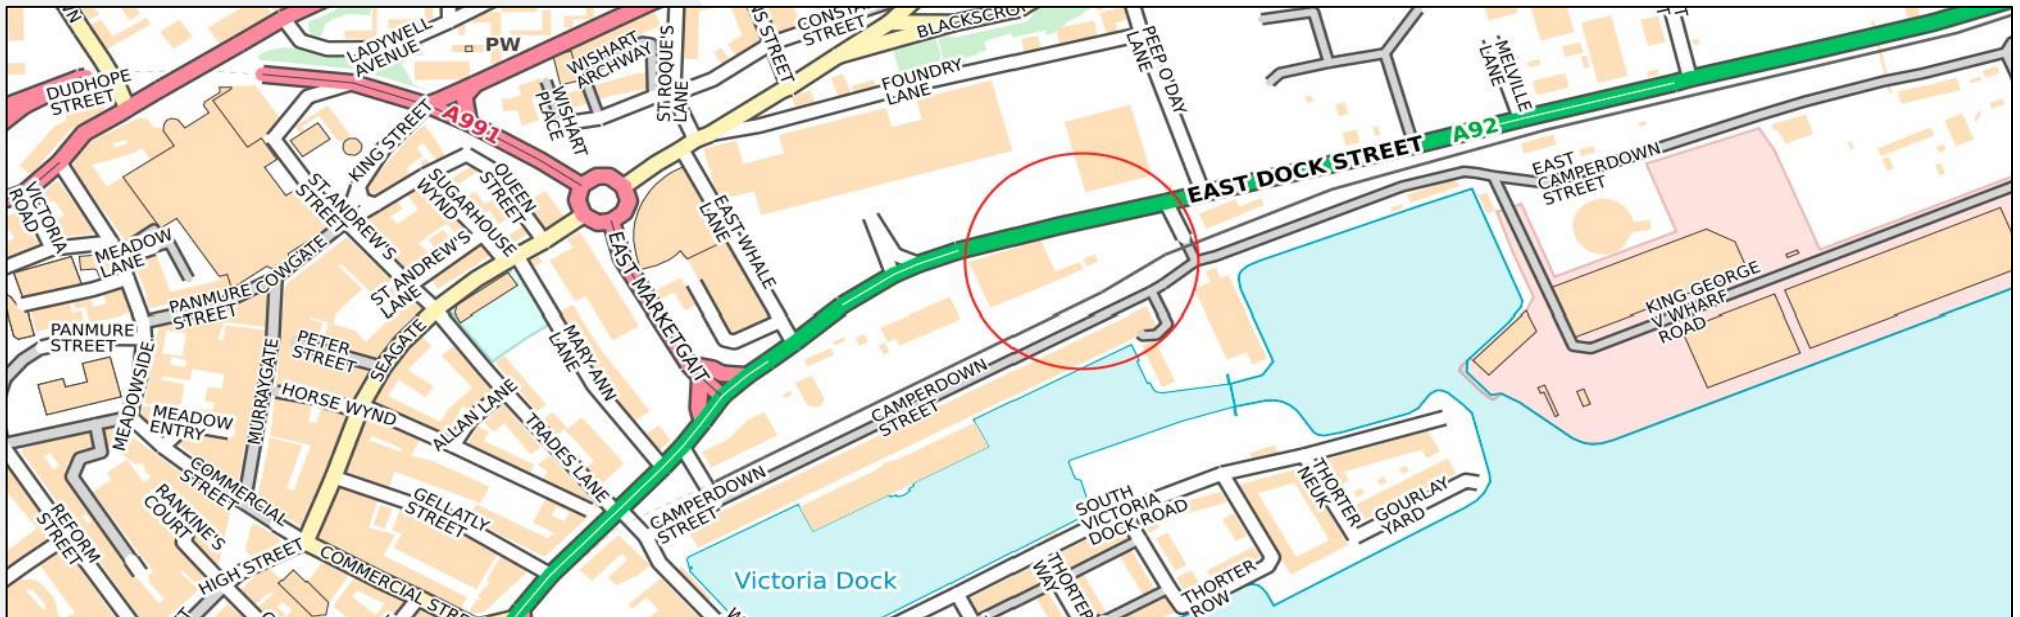 DUDHOPE
STREET
LADYWELL
AVENUE
PW
WISHART
ARCHWAY
WISHART
PLACE
ST ROQUE'S
LANE
STREET
BLACKSCRO
FOUNDRY
LANE
PEEP O'DAY
LANE
MELVILLE
LANE
A92
EAST DOCK STREET
EAST
CAMPERDOWN
STREET
A991
KING STREET
VICTORIA
ROAD
ST. ANDREW'S
STREET
SUGARHOUSE
WYND
QUEEN
STREET
EAST WHALE
LANE
EAST MARKETGAIT
MEADOW
LANE
PANMURE
STREET
COWGATE
ST ANDREW'S
LANE
PANMURE
STREET
PETER
STREET
SEAGATE
MARY ANN
LANE
KING GEORGE
V WHARF
ROAD
MEADOWSIDE
MURRAYGATE
HORSE WYND
ALLAN LANE
TRADES LANE
CAMPERDOWN
STREET
MEADOW
ENTRY
COMMERCIAL
STREET
RANKINE'S
COURT
GELLATLY
STREET
CAMPERDOWN
STREET
SOUTH
VICTORIA
DOCK ROAD
THORTER
NEUK
GOURLAY
YARD
REFORM
STREET
HIGH STREET
COMMERCIAL STRE
Victoria Dock
THORTER
WAY
THORTER
ROW